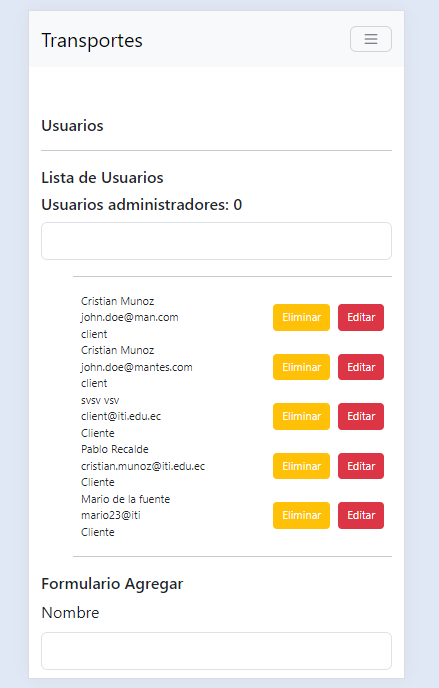 Transportes
Usuarios
Lista de Usuarios
Usuarios administradores: 0
Cristian Munoz
john.doe@man.com
client
Eliminar Editar
Cristian Munoz
john.doe@mantes.com
client
Eliminar Editar
svsv vsv
client@iti.edu.ec
Cliente
Eliminar Editar
Pablo Recalde
cristian.munoz@iti.edu.ec
Cliente
Eliminar Editar
Mario de la fuente
mario23@iti
Cliente
Eliminar Editar
Formulario Agregar
Nombre